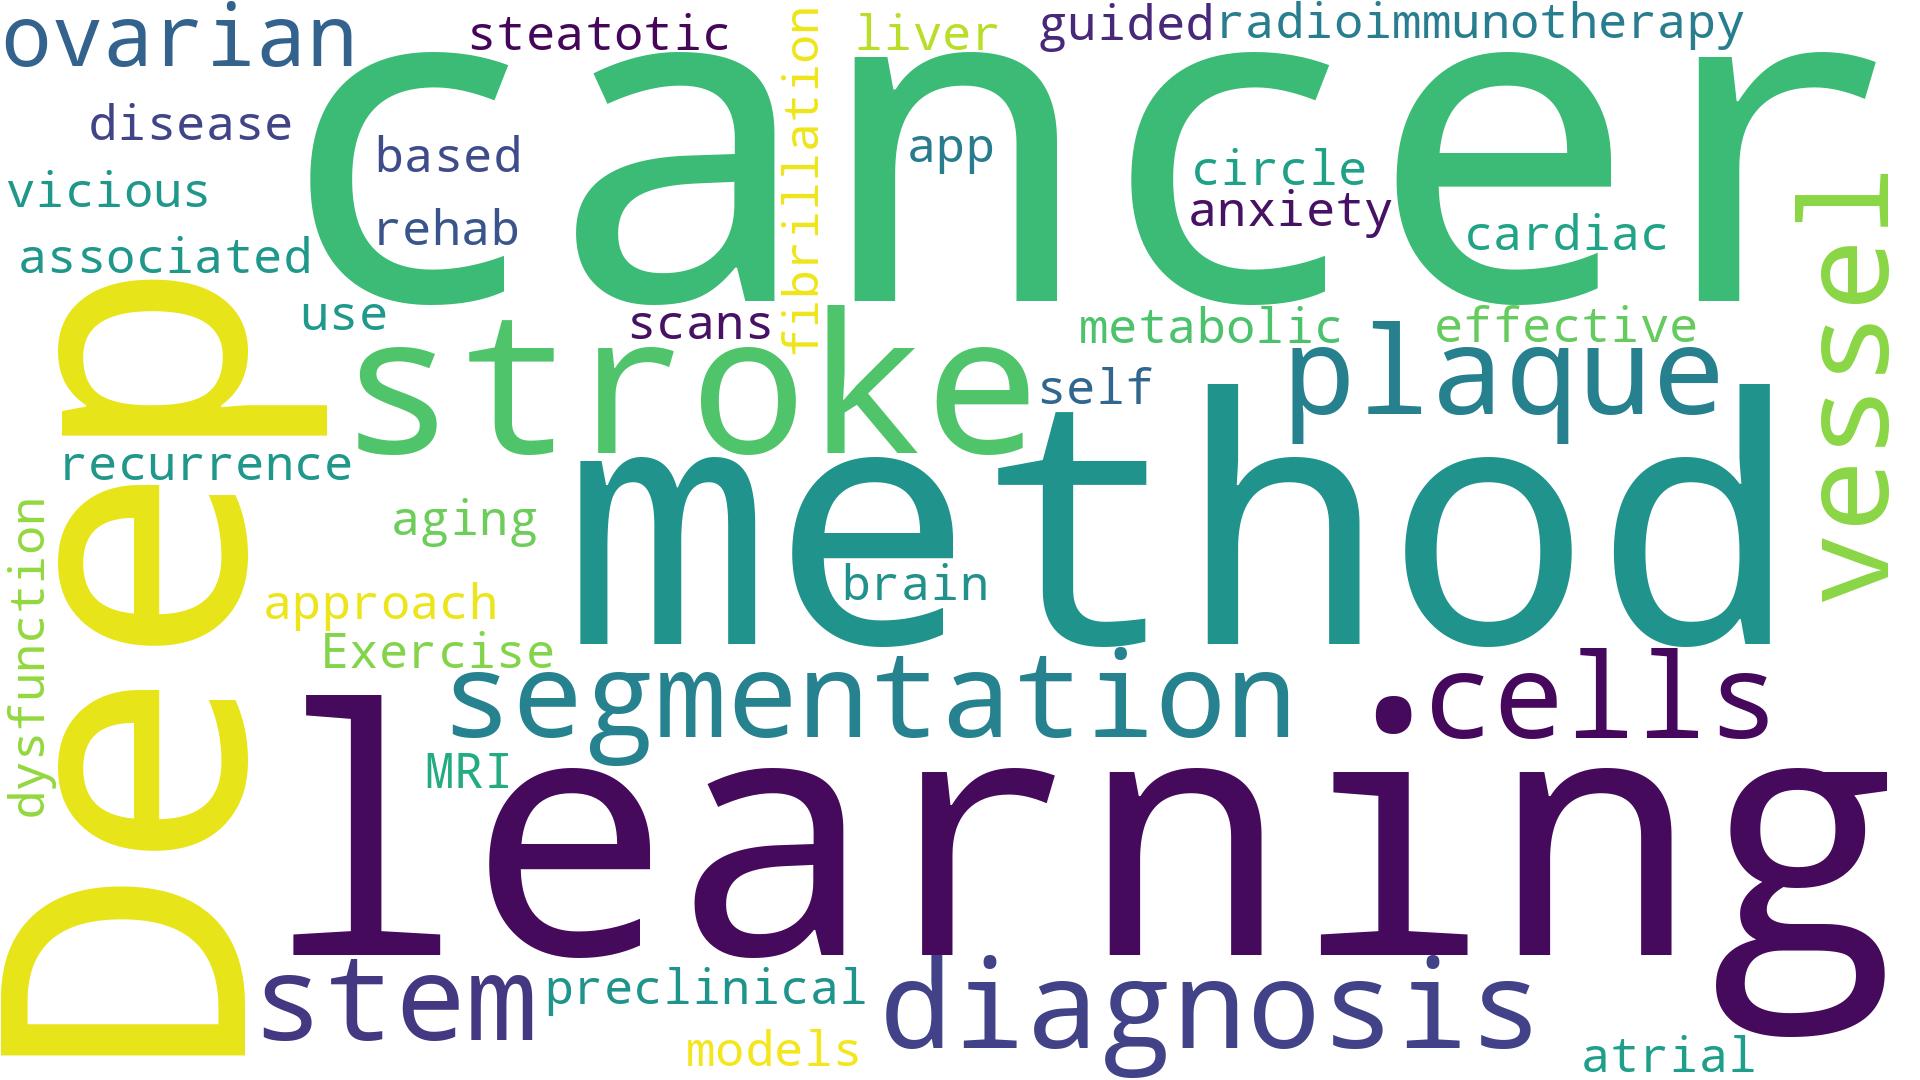 ovarian
steatotic
fibrillation
liver
guided
radioimmunotherapy
cancer
disease
based
app
circle
vicious
anxiety
rehab
cardiac
associated
vessel
use
scans
metabolic
effective
stroke
plaque
self
Deep
recurrence
method
aging
dysfunction
brain
approach
Exercise
segmentation
.
cells
MRI
learning
stem
preclinical
diagnosis
models
atrial